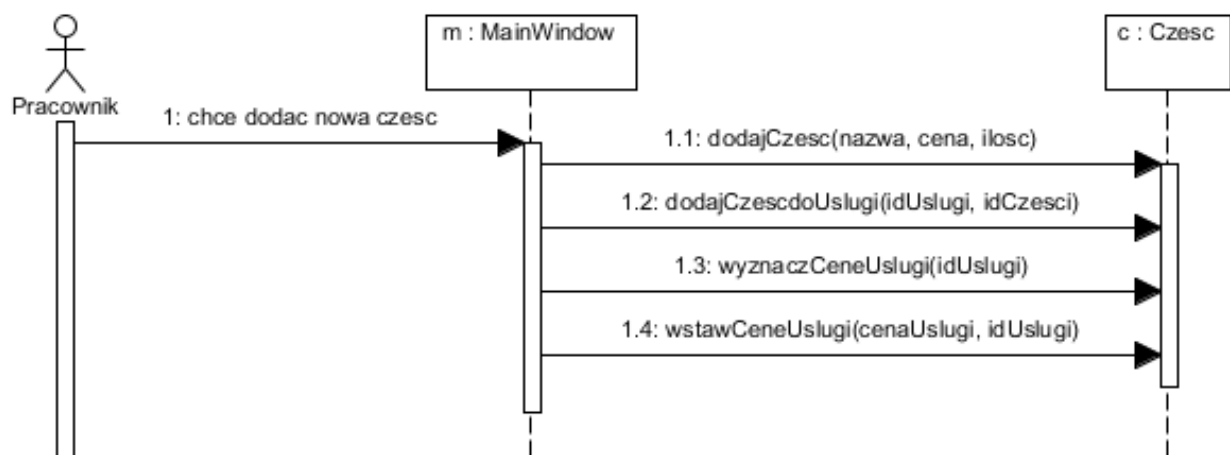 m : MainWindow
c : Czesc
Pracownik
1: chce dodac nowa czesc
1.1: dodajCzesc(nazwa, cena, ilosc)
1.2: dodajCzescdoUslugi(idUslugi, idCzesci)
1.3: wyznaczCeneUslugi(idUslugi)
1.4: wstawCeneUslugi(cenaUslugi, idUslugi)